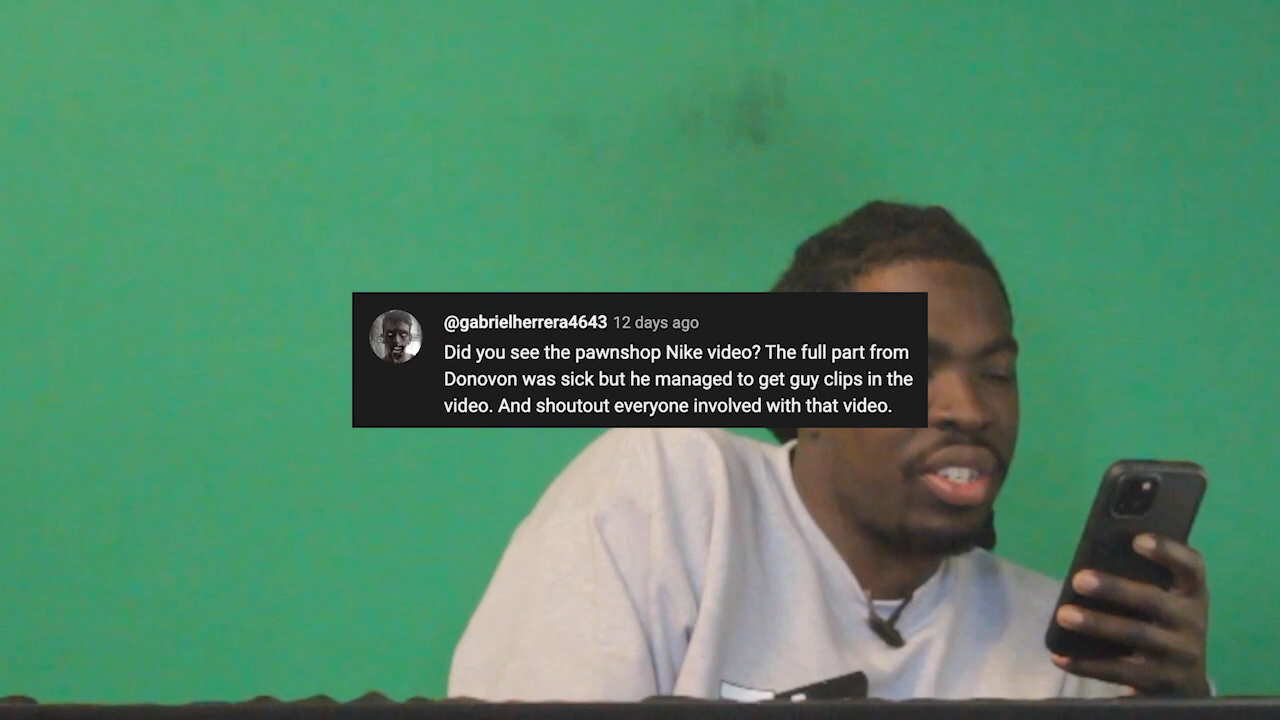 @gabrielherrera4643 12 days ago
Did you see the pawnshop Nike video? The full part from
Donovon was sick but he managed to get guy clips in the
video. And shoutout everyone involved with that video.